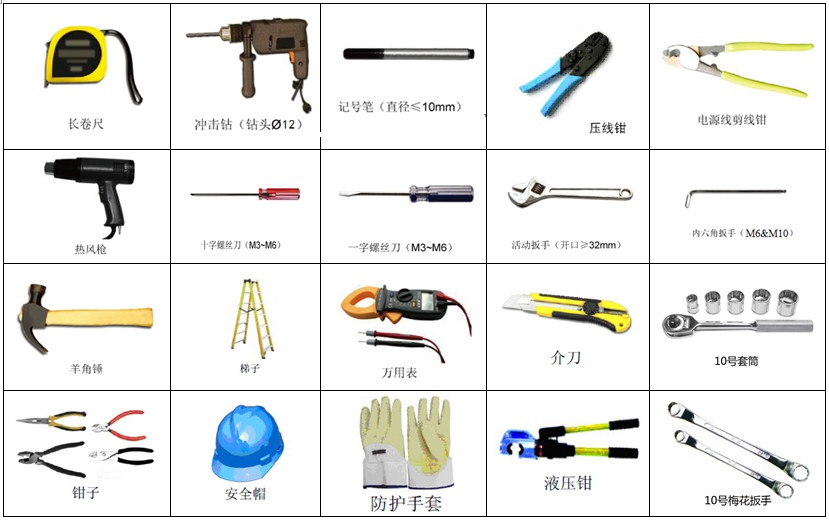 长卷尺
冲击钻（钻头Ø12）
记号笔（直径≤10mm）
压线钳
电源线剪线钳
热风枪
十字螺丝刀（M3~M6）
一字螺丝刀（M3~M6）
活动扳手（开口≥32mm）
内六角扳手（M6&M10）
羊角锤
梯子
万用表
介刀
10号套筒
钳子
安全帽
防护手套
液压钳
10号梅花扳手